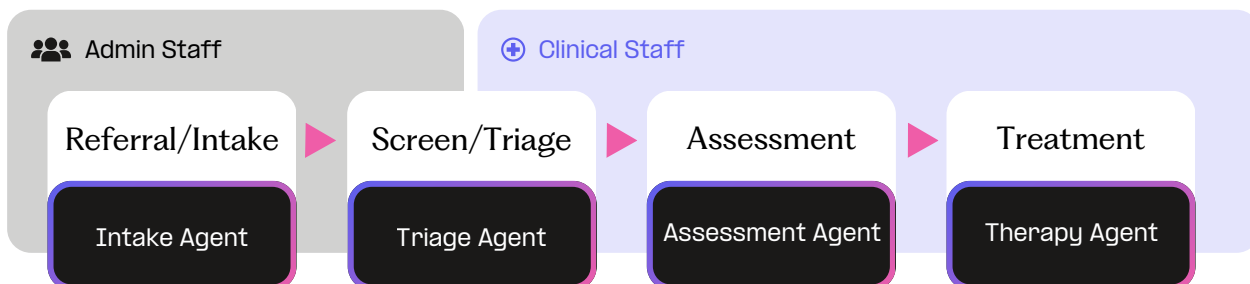 Admin Staff
Clinical Staff
Referral/Intake
Screen/Triage
Assessment
Treatment
Intake Agent
Triage Agent
Assessment Agent
Therapy Agent